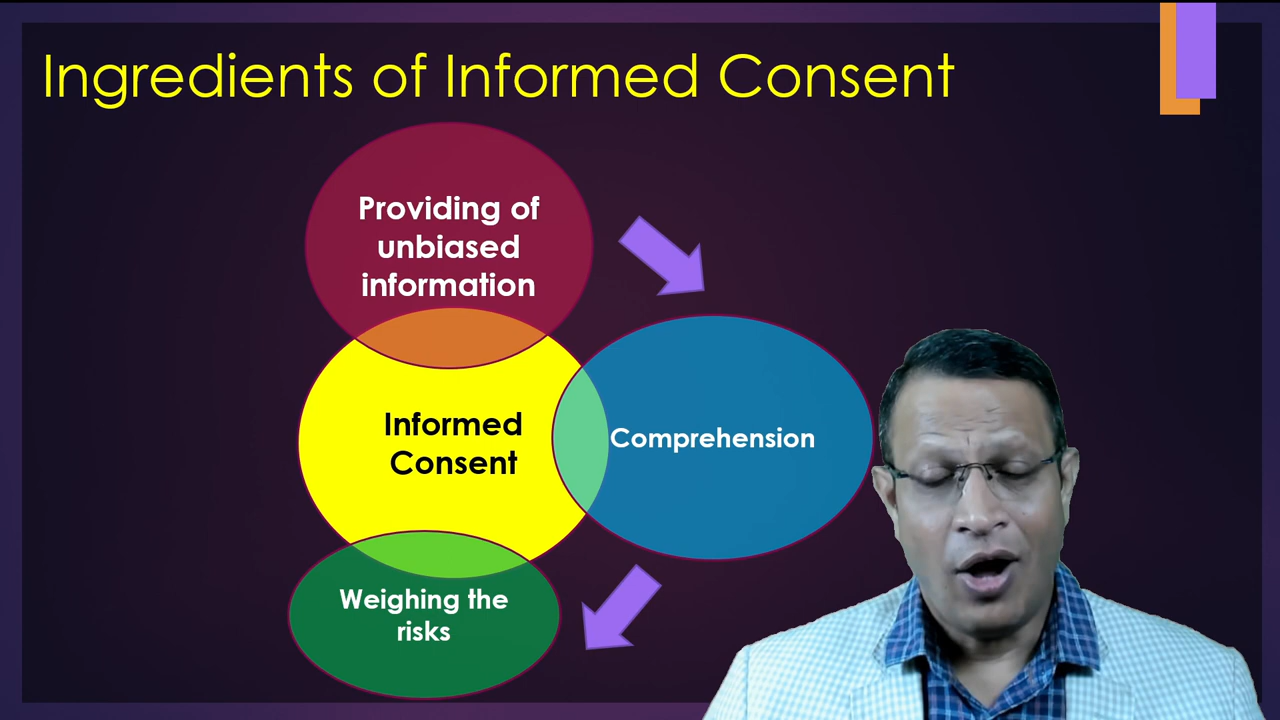 Ingredients of Informed Consent
Providing of
unbiased
information
Informed
Consent
Comprehension
Weighing the
risks